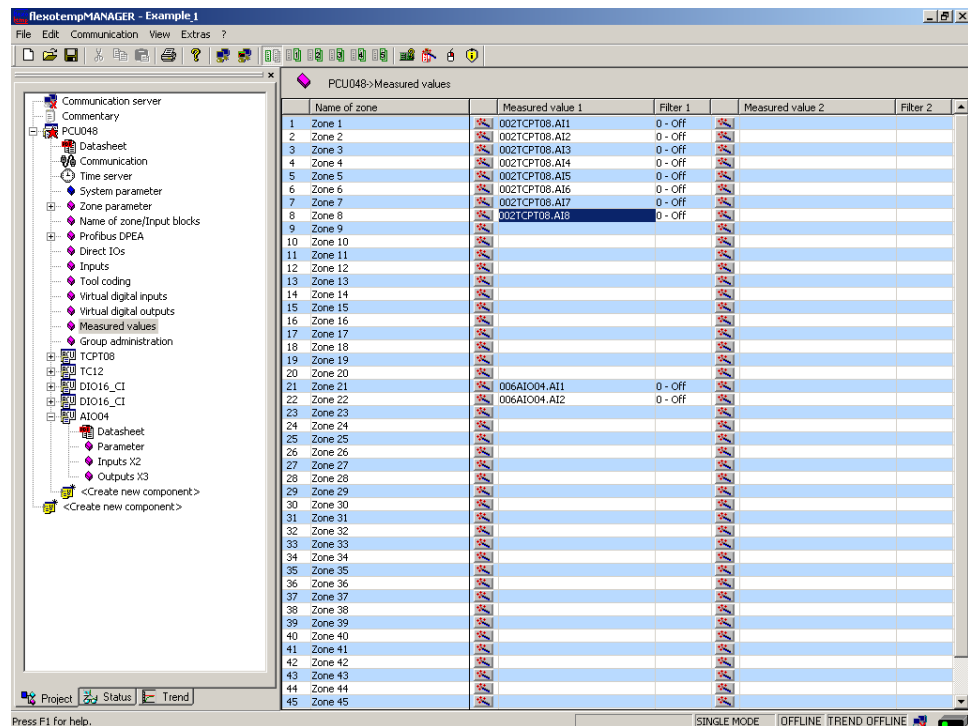 flexotempMANAGER - Example_1
File Edit Communication View Extras ?
PCU048->Measured values
Communication server
Commentary
PCU048
Datasheet
Communication
Time server
System parameter
Zone parameter
Name of zone/Input blocks
Profibus DPEA
Direct IOs
Inputs
Tool coding
Virtual digital inputs
Virtual digital outputs
Measured values
Group administration
TCPT08
TC12
DIO16_CI
DIO16_CI
AIO04
Datasheet
Parameter
Inputs X2
Outputs X3
<Create new component>
<Create new component>
Name of zone Measured value 1 Filter 1 Measured value 2 Filter 2
1 Zone 1 002TCPT08.AI1 0 - Off
2 Zone 2 002TCPT08.AI2 0 - Off
3 Zone 3 002TCPT08.AI3 0 - Off
4 Zone 4 002TCPT08.AI4 0 - Off
5 Zone 5 002TCPT08.AI5 0 - Off
6 Zone 6 002TCPT08.AI6 0 - Off
7 Zone 7 002TCPT08.AI7 0 - Off
8 Zone 8 002TCPT08.AI8 0 - Off
9 Zone 9
10 Zone 10
11 Zone 11
12 Zone 12
13 Zone 13
14 Zone 14
15 Zone 15
16 Zone 16
17 Zone 17
18 Zone 18
19 Zone 19
20 Zone 20
21 Zone 21 006AIO04.AI1 0 - Off
22 Zone 22 006AIO04.AI2 0 - Off
23 Zone 23
24 Zone 24
25 Zone 25
26 Zone 26
27 Zone 27
28 Zone 28
29 Zone 29
30 Zone 30
31 Zone 31
32 Zone 32
33 Zone 33
34 Zone 34
35 Zone 35
36 Zone 36
37 Zone 37
38 Zone 38
39 Zone 39
40 Zone 40
41 Zone 41
42 Zone 42
43 Zone 43
44 Zone 44
45 Zone 45
Project Status Trend
Press F1 for help.
SINGLE MODE OFFLINE TREND OFFLINE